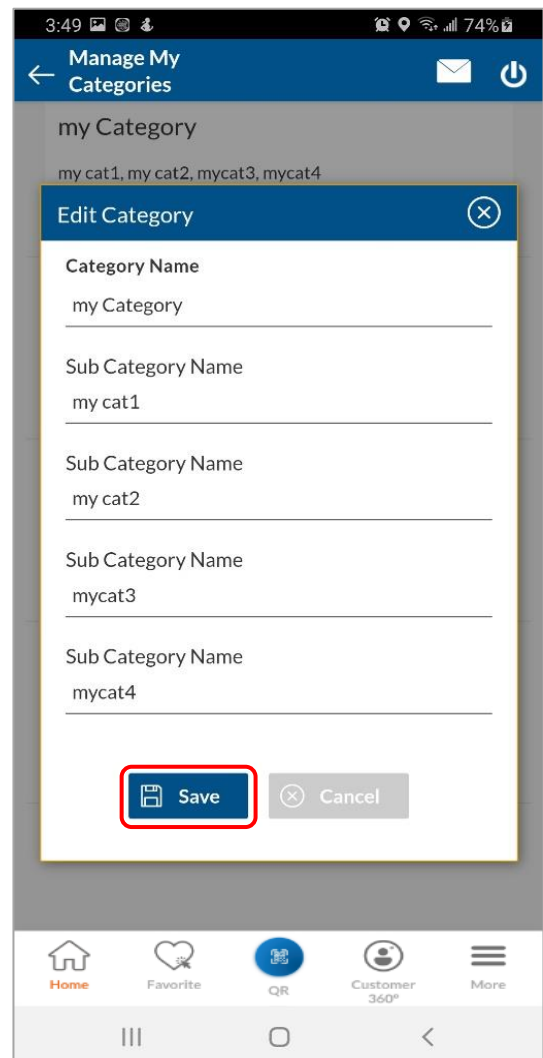 3:49
74%
Manage My
Categories
my Category
my cat1, my cat2, mycat3, mycat4
Edit Category
Category Name
my Category
Sub Category Name
my cat1
Sub Category Name
my cat2
Sub Category Name
mycat3
Sub Category Name
mycat4
Save
Cancel
Home
Favorite
QR
Customer
360°
More